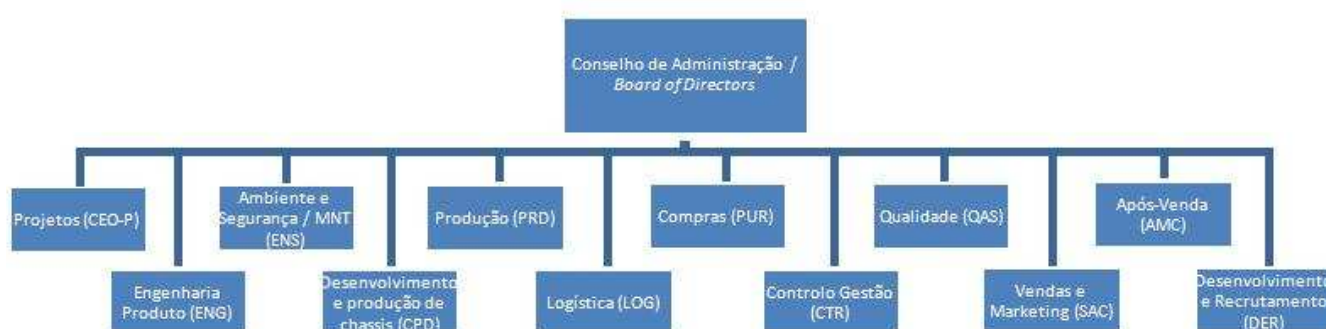 Conselho de Administração /
Board of Directors
Projetos (CEO-P)
Ambiente e
Segurança / MNT
(ENS)
Produção (PRD)
Compras (PUR)
Qualidade (QAS)
Após-Venda
(AMC)
Engenharia
Produto (ENG)
Desenvolvimento
e produção de
chassis (CPD)
Logística (LOG)
Controlo Gestão
(CTR)
Vendas e
Marketing (SAC)
Desenvolvimento
e Recrutamento
(DER)